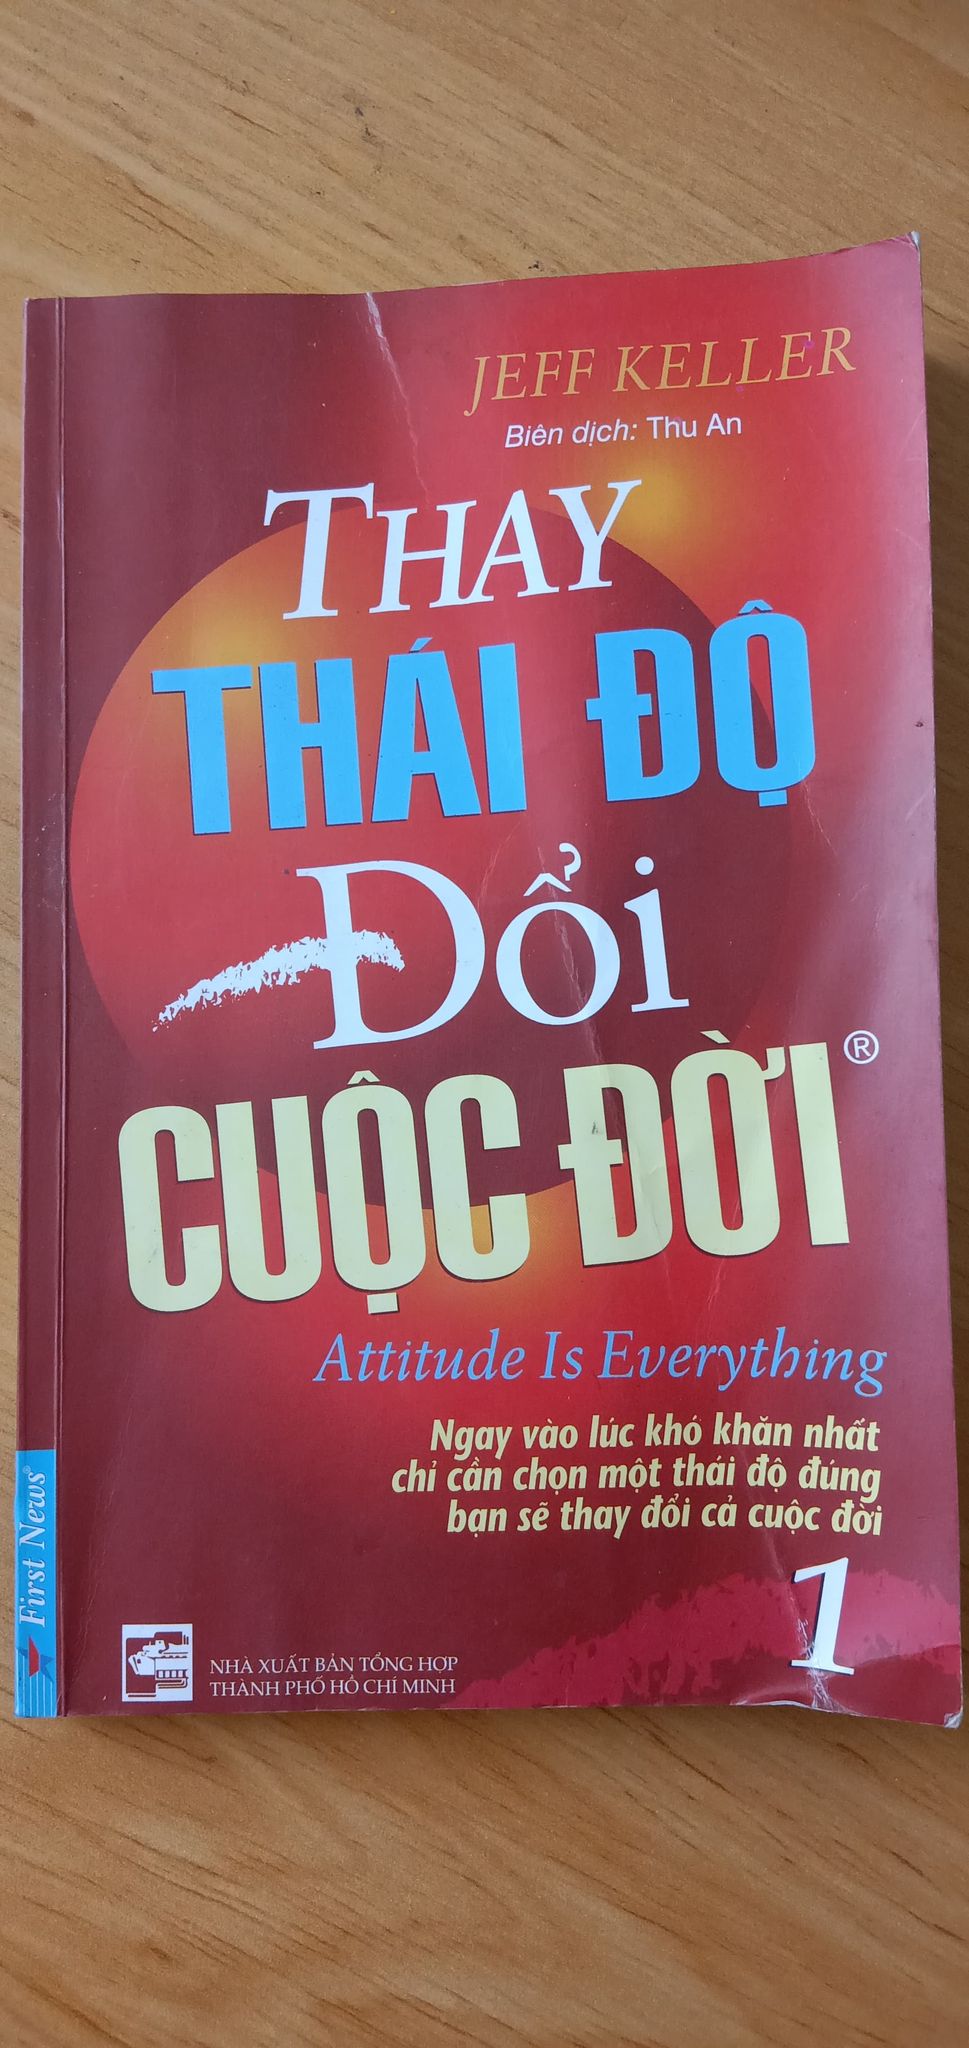 JEFF KELLER
Biên dịch: Thu An
THAY
THÁI ĐỘ
ĐỔI
CUỘC ĐỜI®
Attitude Is Everything
Ngay vào lúc khó khăn nhất
chỉ cần chọn một thái độ đúng
bạn sẽ thay đổi cả cuộc đời
1
First News®
NHÀ XUẤT BẢN TỔNG HỢP
THÀNH PHỐ HỒ CHÍ MINH